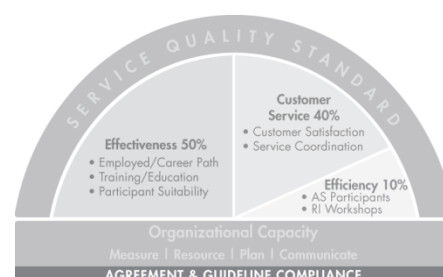 SERVICE QUALITY STANDARD
Effectiveness 50%
• Employed/Career Path
• Training/Education
• Participant Suitability
Customer
Service 40%
• Customer Satisfaction
• Service Coordination
Efficiency 10%
• AS Participants
• RI Workshops
Organizational Capacity
Measure | Resource | Plan | Communicate
AGREEMENT & GUIDELINE COMPLIANCE